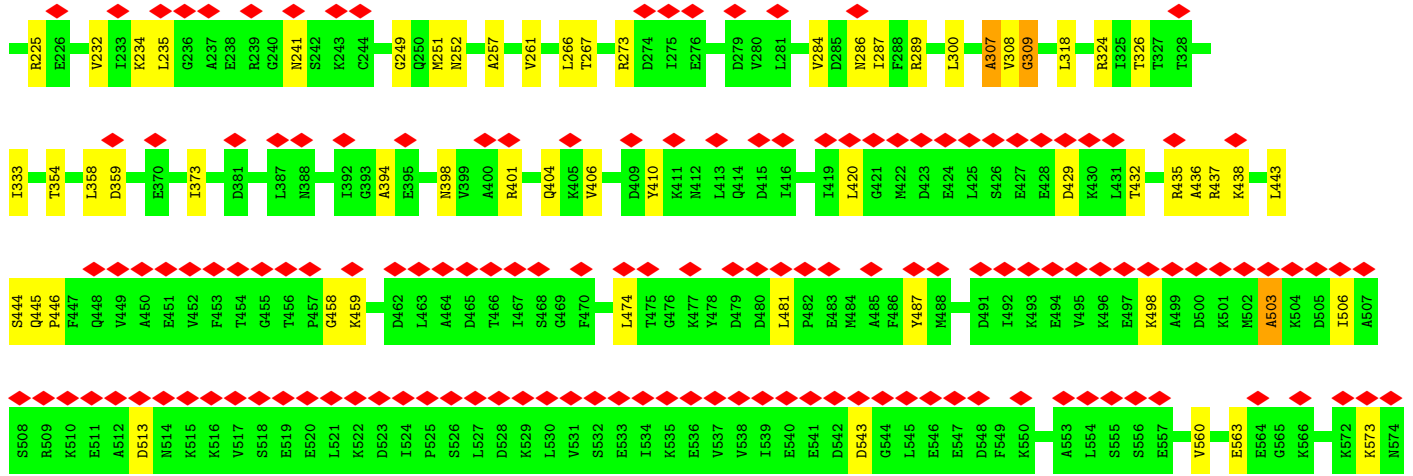 R225 E226 V232 I233 K234 L235 G236 A237 E238 R239 G240 N241 S242 K243 C244 G249 Q250 M251 N252 A257 V261 L266 T267 R273 D274 I275 E276 D279 V280 L281 V284 D285 N286 I287 F288 R289 L300 A307 V308 G309 L318 R324 I325 T326 T327 T328
I333 T354 L358 D359 E370 I373 D381 L387 N388 I392 G393 A394 E395 N398 V399 A400 R401 Q404 K405 V406 D409 Y410 K411 N412 L413 Q414 D415 I416 I419 L420 G421 M422 D423 E424 L425 S426 E427 E428 D429 K430 L431 T432 R435 A436 R437 K438 L443
S444 Q445 P446 F447 Q448 V449 A450 E451 V452 F453 T454 G455 T456 P457 G458 K459 D462 L463 A464 D465 T466 I467 S468 G469 F470 L474 T475 G476 K477 Y478 D479 D480 L481 P482 E483 M484 A485 F486 Y487 M488 D491 I492 K493 E494 V495 K496 E497 K498 A499 D500 K501 M502 A503 K504 D505 I506 A507
S508 R509 K510 E511 A512 D513 N514 K515 K516 V517 S518 E519 E520 L521 K522 D523 I524 P525 S526 L527 D528 K529 L530 V531 S532 E533 I534 K535 E536 V537 V538 I539 E540 E541 D542 D543 G544 L545 E546 E547 D548 F549 K550 A553 L554 S555 S556 E557 V560 E563 E564 G565 K566 K572 K573 N574